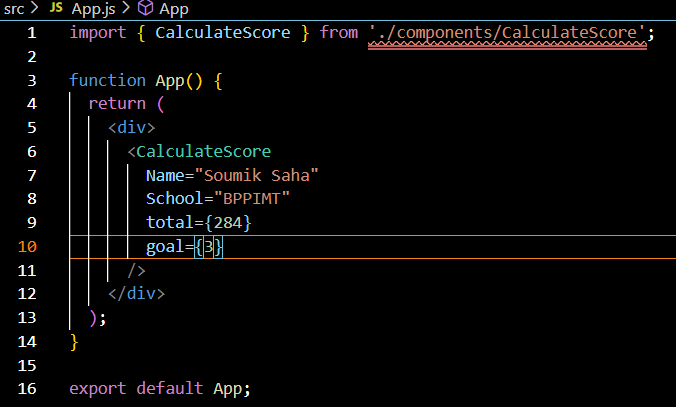 src > JS App.js > App
1 import { CalculateScore } from './components/CalculateScore';
2
3 function App() {
4 return (
5 <div>
6 <CalculateScore
7 Name="Soumik Saha"
8 School="BPPIMT"
9 total={284}
10 goal={3}
11 />
12 </div>
13 );
14 }
15
16 export default App;